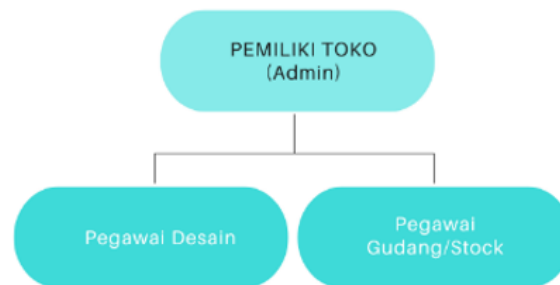 PEMILIKI TOKO
(Admin)
Pegawai Desain
Pegawai
Gudang/Stock